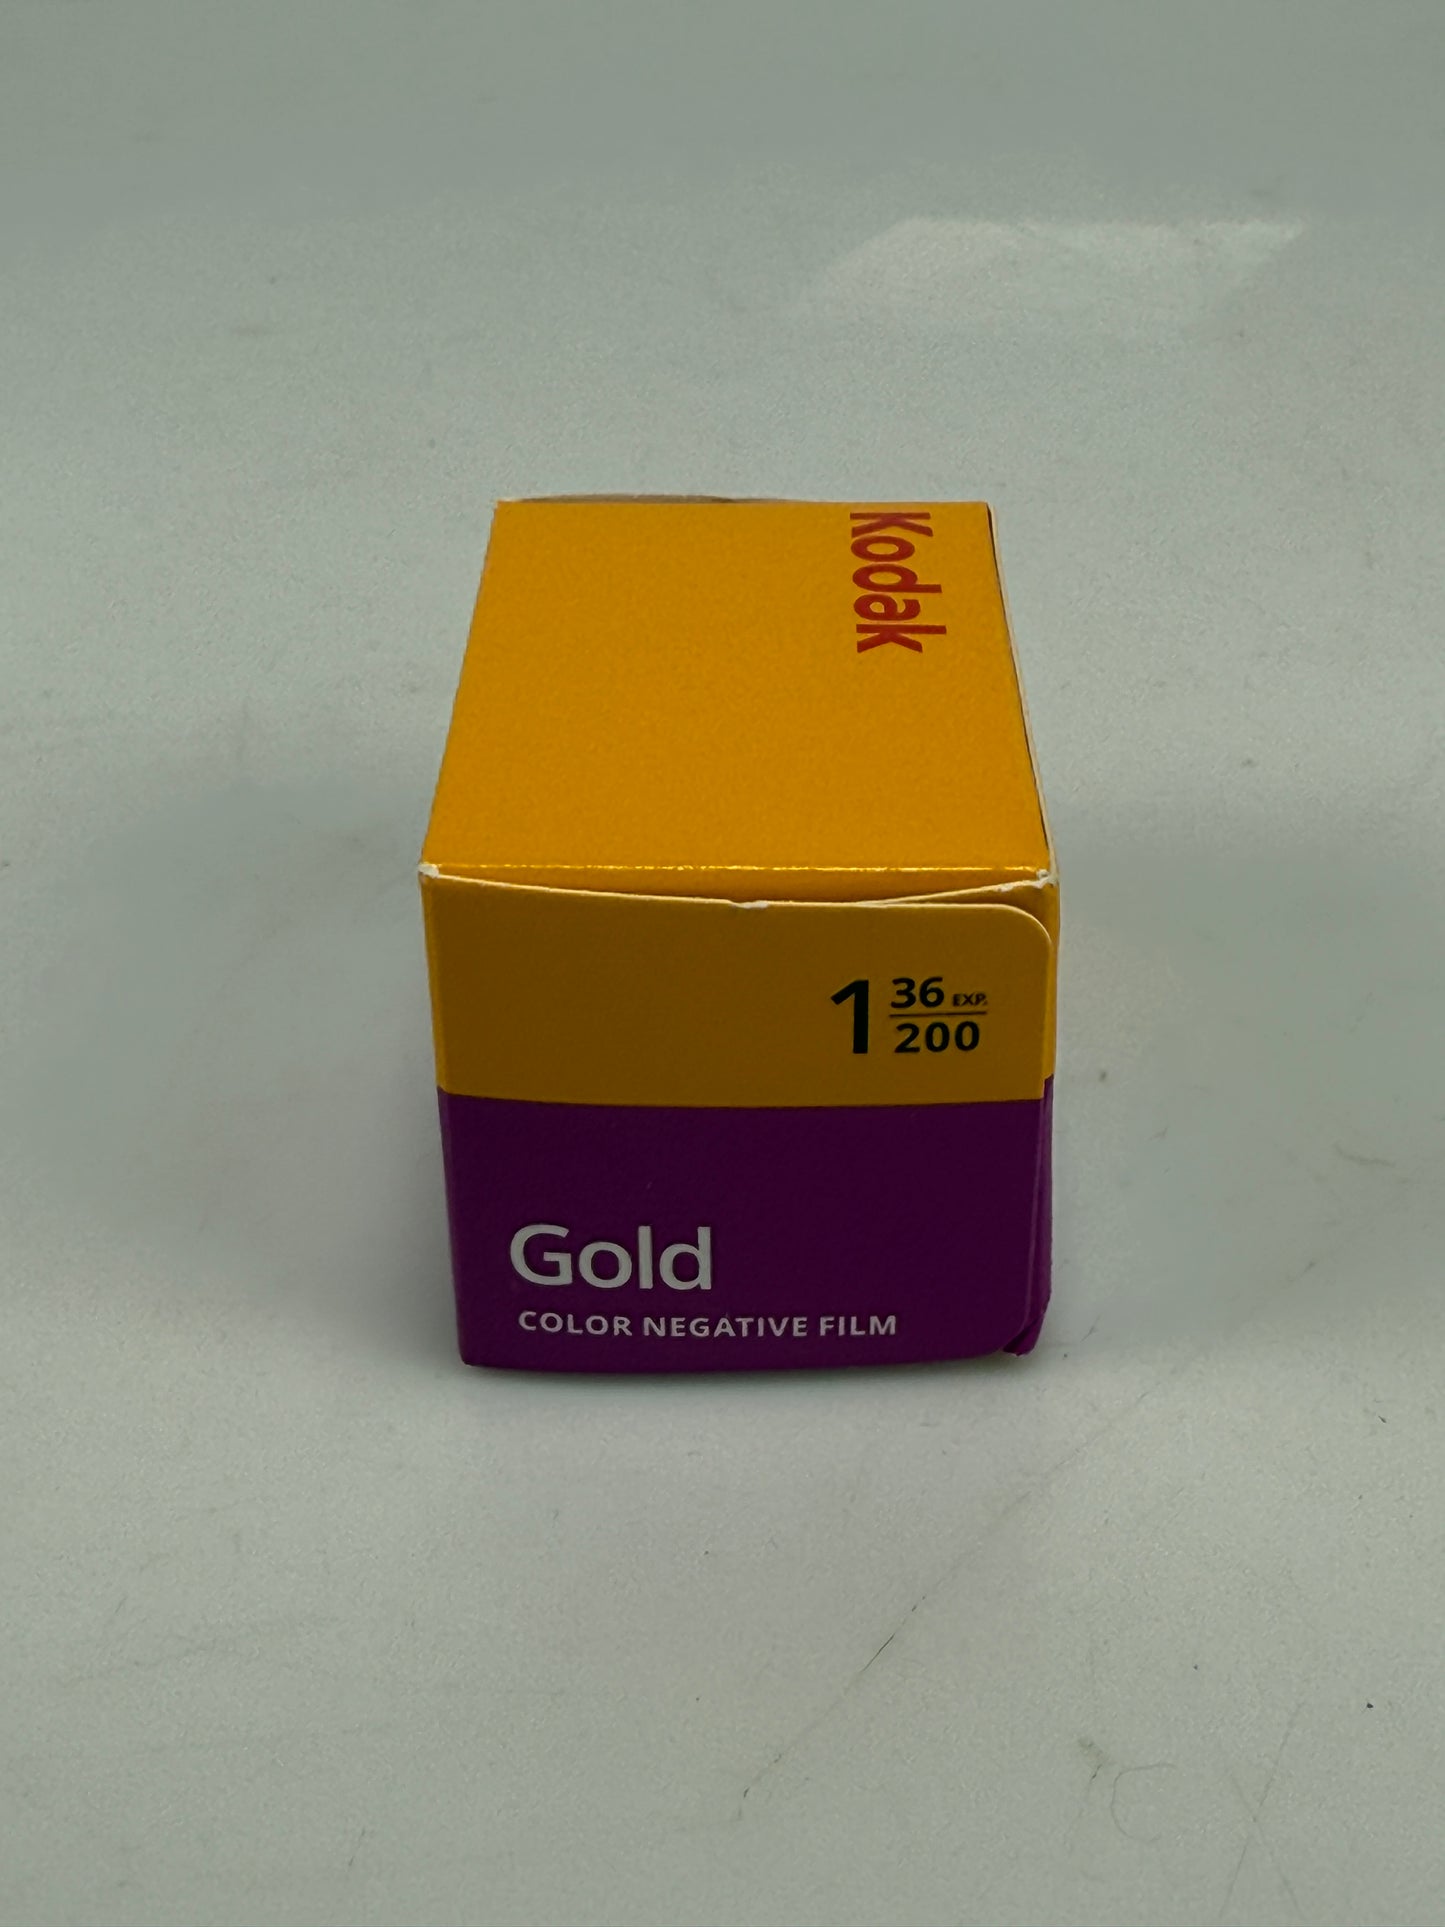 Kodak
1 36 EXP.
200
Gold
COLOR NEGATIVE FILM